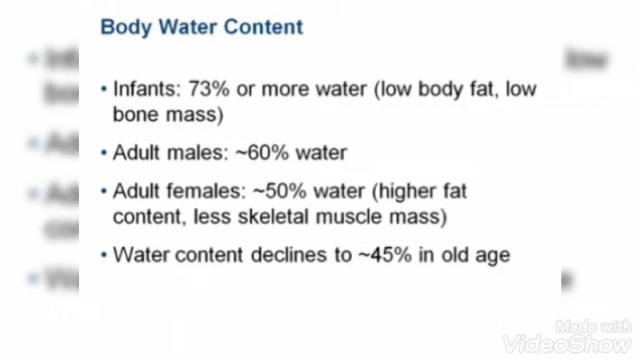 Body Water Content
• Infants: 73% or more water (low body fat, low
bone mass)
• Adult males: ~60% water
• Adult females: ~50% water (higher fat
content, less skeletal muscle mass)
• Water content declines to ~45% in old age
Made with
VideoShow